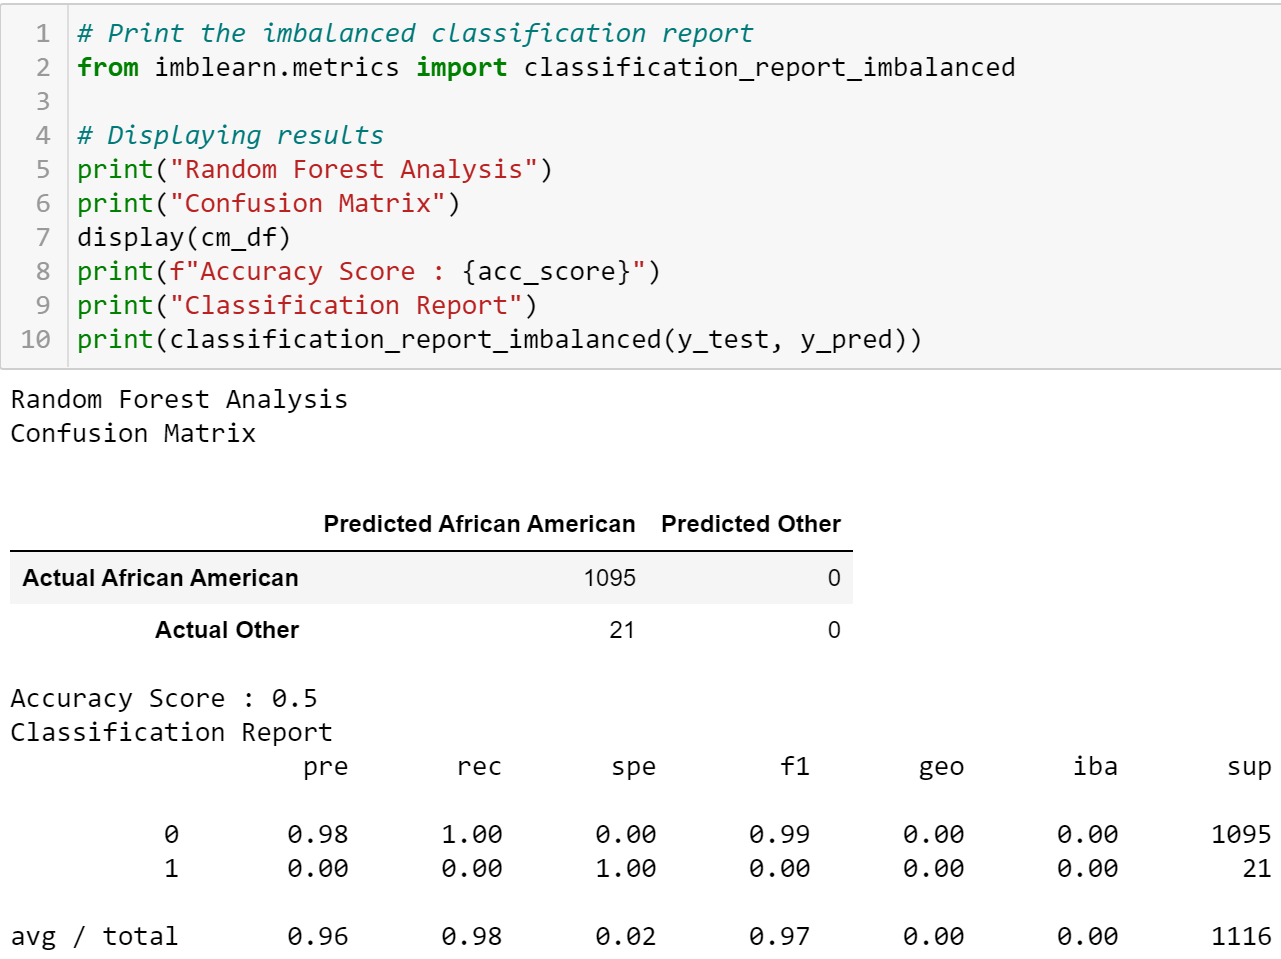 1 # Print the imbalanced classification report
2 from imblearn.metrics import classification_report_imbalanced
3
4 # Displaying results
5 print("Random Forest Analysis")
6 print("Confusion Matrix")
7 display(cm_df)
8 print(f"Accuracy Score : {acc_score}")
9 print("Classification Report")
10 print(classification_report_imbalanced(y_test, y_pred))
Random Forest Analysis
Confusion Matrix
Predicted African American Predicted Other
Actual African American 1095 0
Actual Other 21 0
Accuracy Score : 0.5
Classification Report
pre rec spe f1 geo iba sup
0 0.98 1.00 0.00 0.99 0.00 0.00 1095
1 0.00 0.00 1.00 0.00 0.00 0.00 21
avg / total 0.96 0.98 0.02 0.97 0.00 0.00 1116